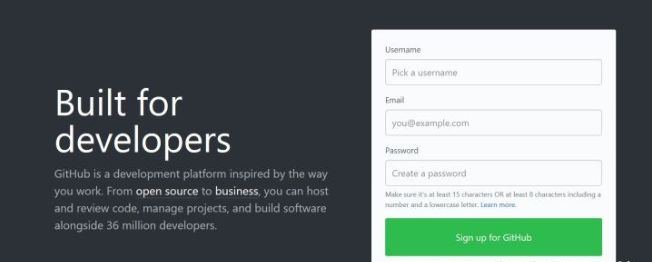 Built for
developers
GitHub is a development platform inspired by the way
you work. From open source to business, you can host
and review code, manage projects, and build software
alongside 36 million developers.
Username
Pick a username
Email
you@example.com
Password
Create a password
Make sure it's at least 15 characters OR at least 8 characters including a
number and a lowercase letter. Learn more.
Sign up for GitHub